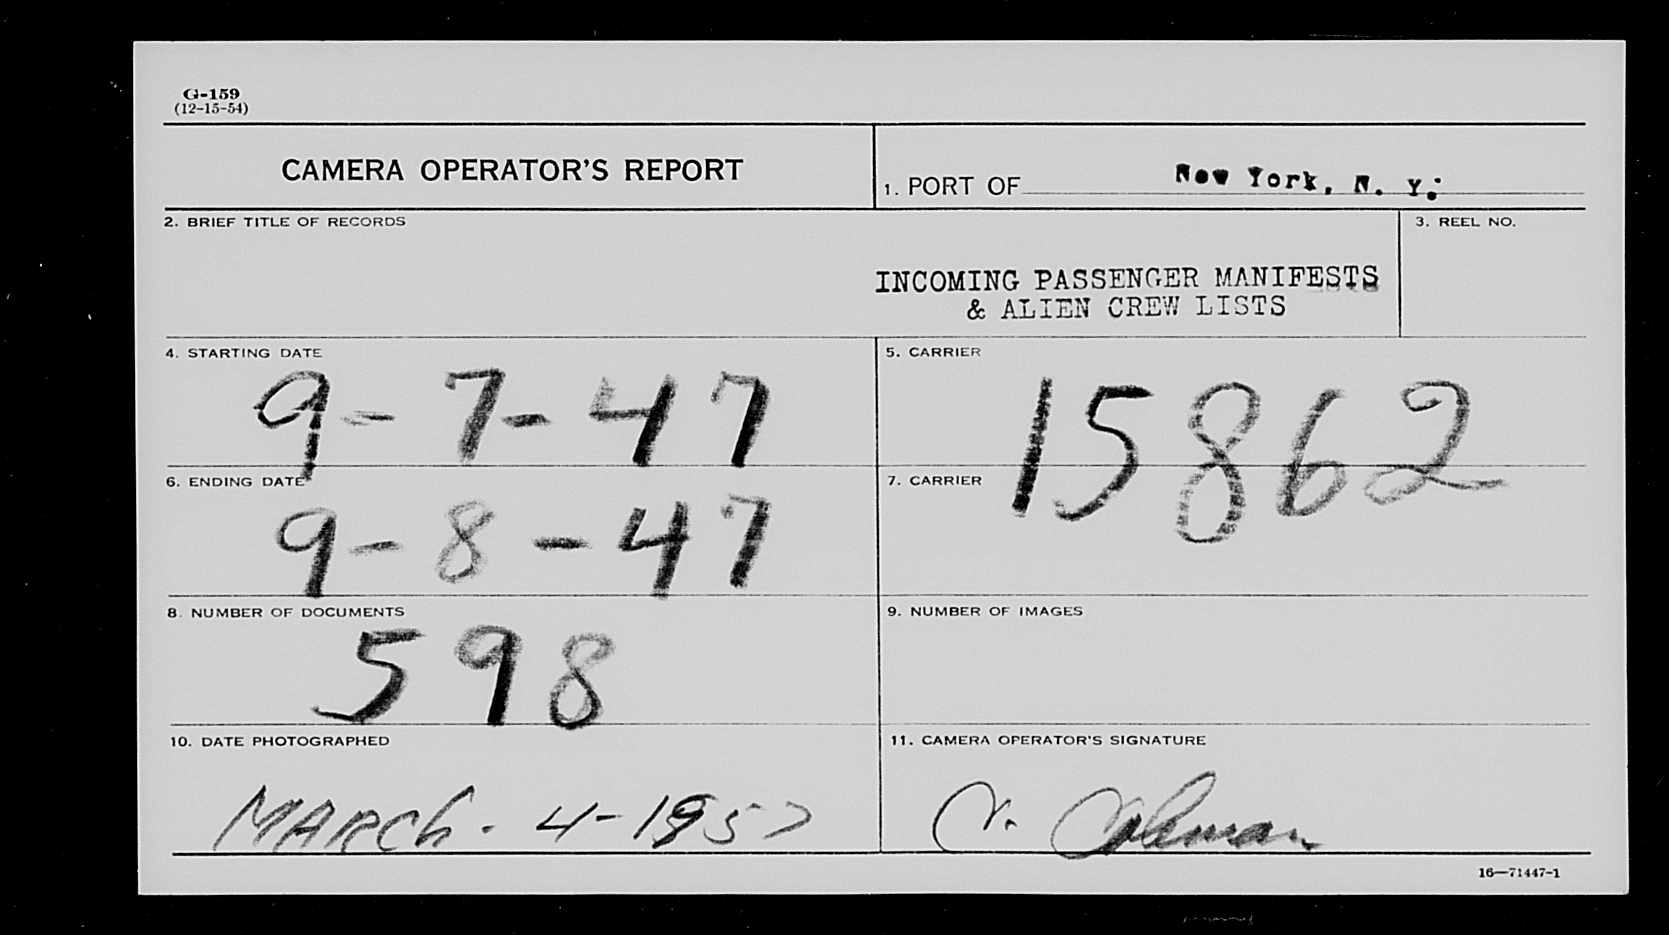 G-159
(12-15-54)
CAMERA OPERATOR'S REPORT
1. PORT OF New York, N. Y.
2. BRIEF TITLE OF RECORDS
3. REEL NO.
INCOMING PASSENGER MANIFESTS
& ALIEN CREW LISTS
4. STARTING DATE
9-7-47
5. CARRIER
15862
6. ENDING DATE
9-8-47
7. CARRIER
8. NUMBER OF DOCUMENTS
598
9. NUMBER OF IMAGES
10. DATE PHOTOGRAPHED
MARCh. 4-1957
11. CAMERA OPERATOR'S SIGNATURE
16—71447-1